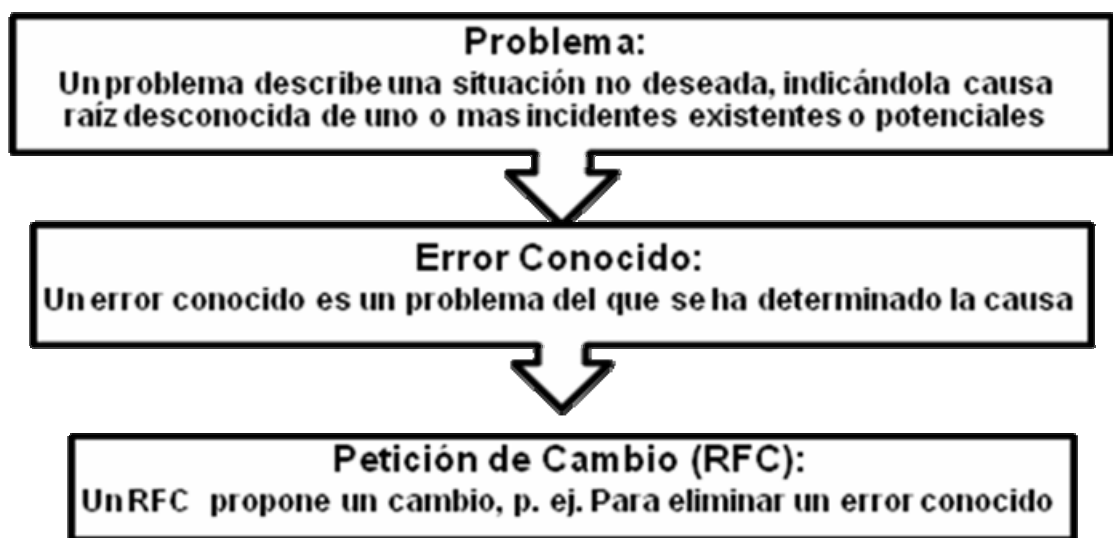 Problema:
Un problema describe una situación no deseada, indicándola causa
raíz desconocida de uno o mas incidentes existentes o potenciales
Error Conocido:
Un error conocido es un problema del que se ha determinado la causa
Petición de Cambio (RFC):
Un RFC propone un cambio, p. ej. Para eliminar un error conocido